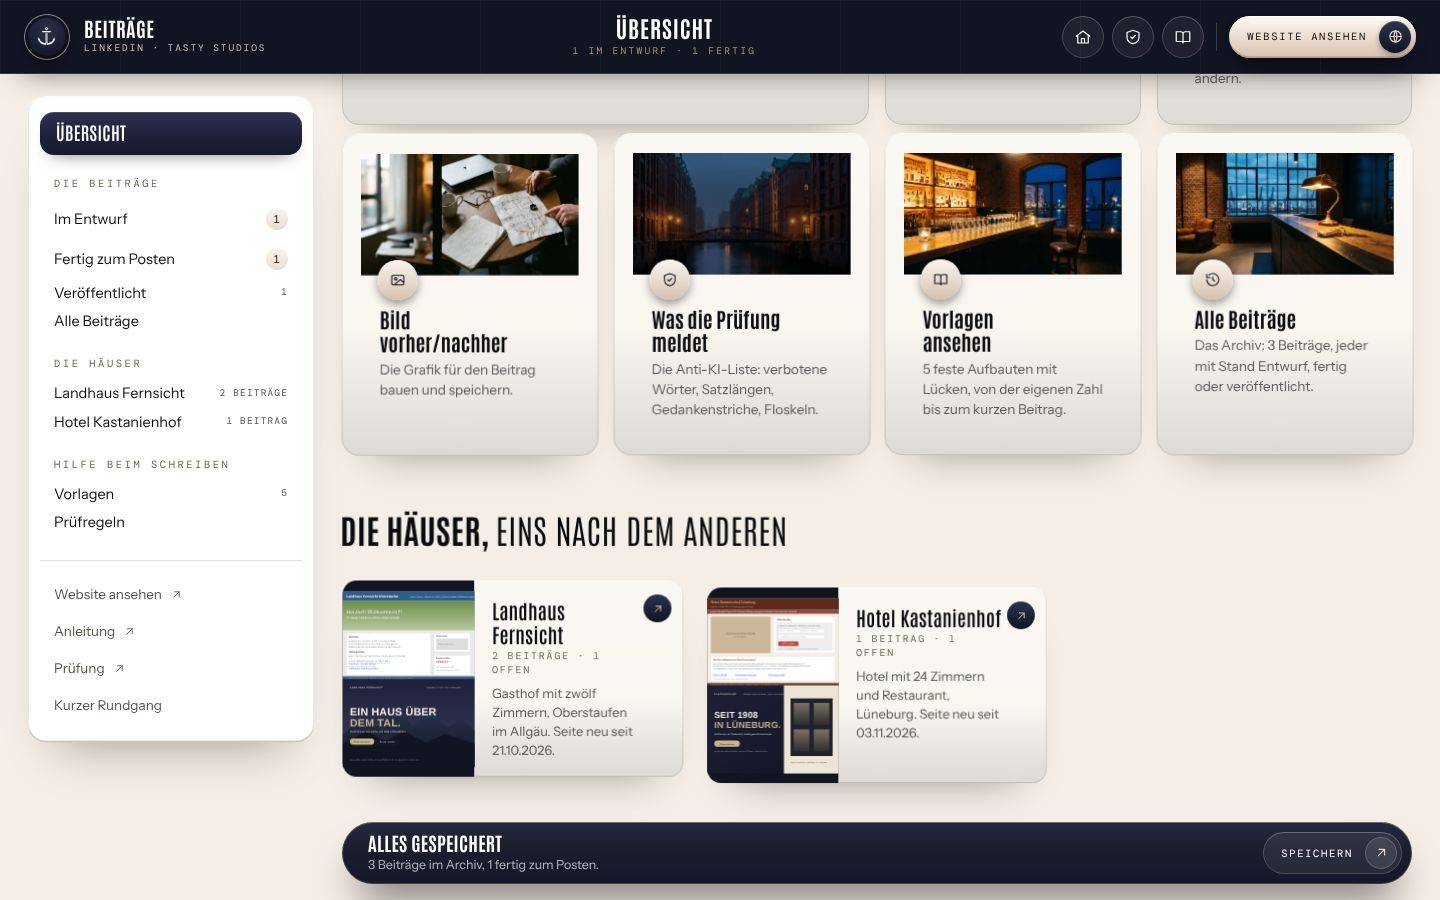 BEITRÄGE
LINKEDIN · TASTY STUDIOS
ÜBERSICHT
1 IM ENTWURF · 1 FERTIG
WEBSITE ANSEHEN
ändern.
ÜBERSICHT
DIE BEITRÄGE
Im Entwurf 1
Fertig zum Posten 1
Veröffentlicht 1
Alle Beiträge
DIE HÄUSER
Landhaus Fernsicht 2 BEITRÄGE
Hotel Kastanienhof 1 BEITRAG
HILFE BEIM SCHREIBEN
Vorlagen 5
Prüfregeln
Website ansehen
Anleitung
Prüfung
Kurzer Rundgang
Bild
vorher/nachher
Die Grafik für den Beitrag
bauen und speichern.
Was die Prüfung
meldet
Die Anti-KI-Liste: verbotene
Wörter, Satzlängen,
Gedankenstriche, Floskeln.
Vorlagen
ansehen
5 feste Aufbauten mit
Lücken, von der eigenen Zahl
bis zum kurzen Beitrag.
Alle Beiträge
Das Archiv: 3 Beiträge, jeder
mit Stand Entwurf, fertig
oder veröffentlicht.
DIE HÄUSER, EINS NACH DEM ANDEREN
EIN HAUS ÜBER
DEM TAL.
Landhaus
Fernsicht
2 BEITRÄGE · 1
OFFEN
Gasthof mit zwölf
Zimmern, Oberstaufen
im Allgäu. Seite neu seit
21.10.2026.
SEIT 1908
IN LÜNEBURG.
Hotel Kastanienhof
1 BEITRAG · 1
OFFEN
Hotel mit 24 Zimmern
und Restaurant,
Lüneburg. Seite neu seit
03.11.2026.
ALLES GESPEICHERT
3 Beiträge im Archiv, 1 fertig zum Posten.
SPEICHERN